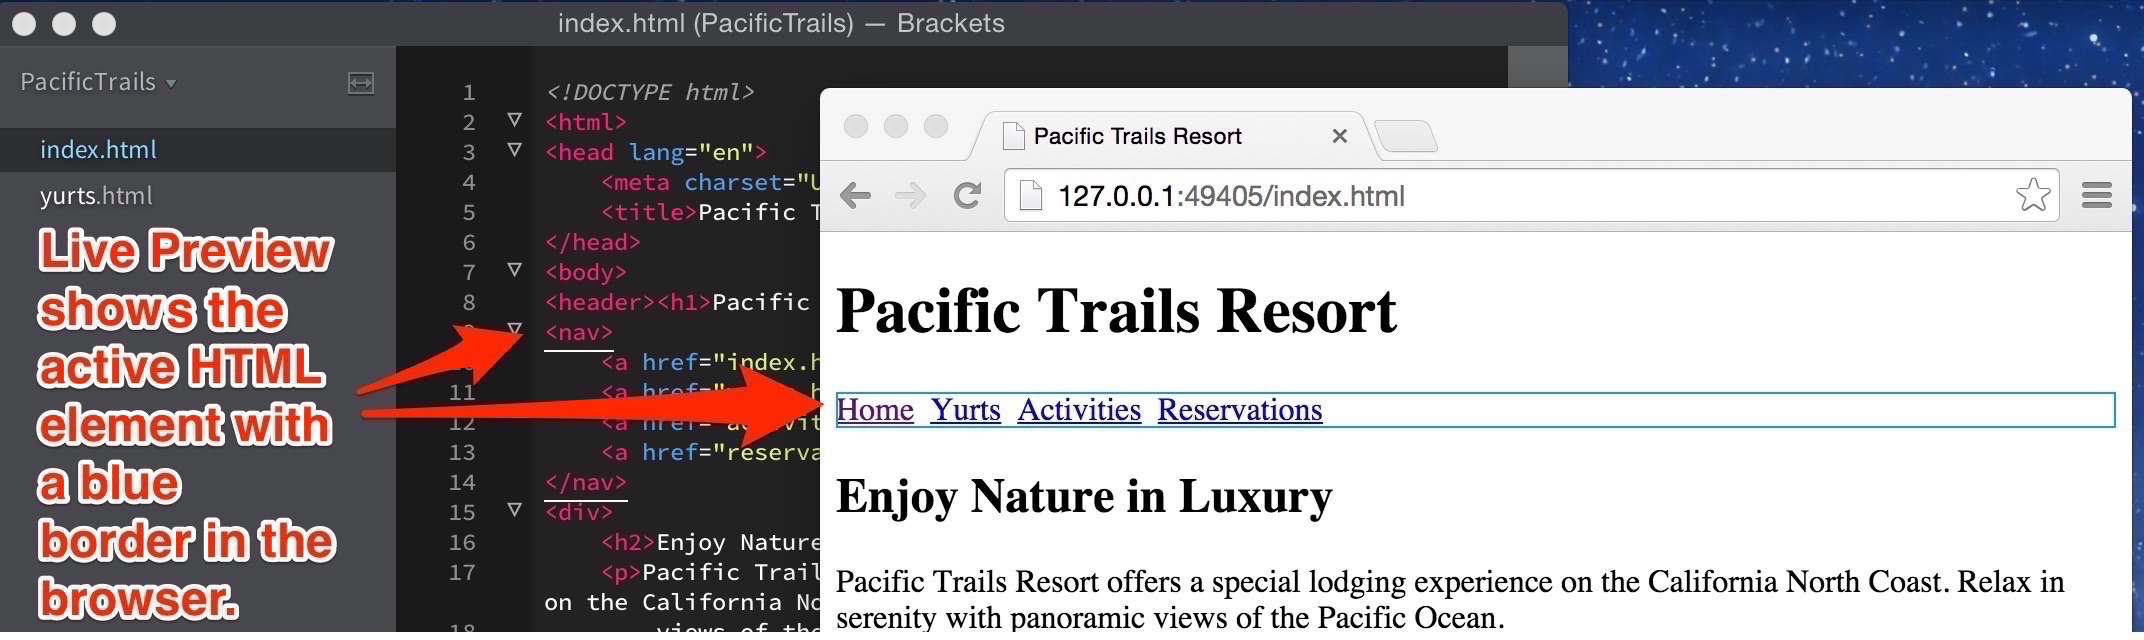 index.html (PacificTrails) — Brackets
PacificTrails
index.html
yurts.html
Live Preview
shows the
active HTML
element with
a blue
border in the
browser.
1 <!DOCTYPE html>
2 <html>
3 <head lang="en">
4 <meta charset="U
5 <title>Pacific T
6 </head>
7 <body>
8 <header><h1>Pacific
<nav>
<a href="index.h
11 <a href=
12 <a href="activit
13 <a href="reserva
14 </nav>
15 <div>
16 <h2>Enjoy Nature
17 <p>Pacific Trail
on the California No
18 views of the
Pacific Trails Resort
127.0.0.1:49405/index.html
Pacific Trails Resort
Home Yurts Activities Reservations
Enjoy Nature in Luxury
Pacific Trails Resort offers a special lodging experience on the California North Coast. Relax in
serenity with panoramic views of the Pacific Ocean.